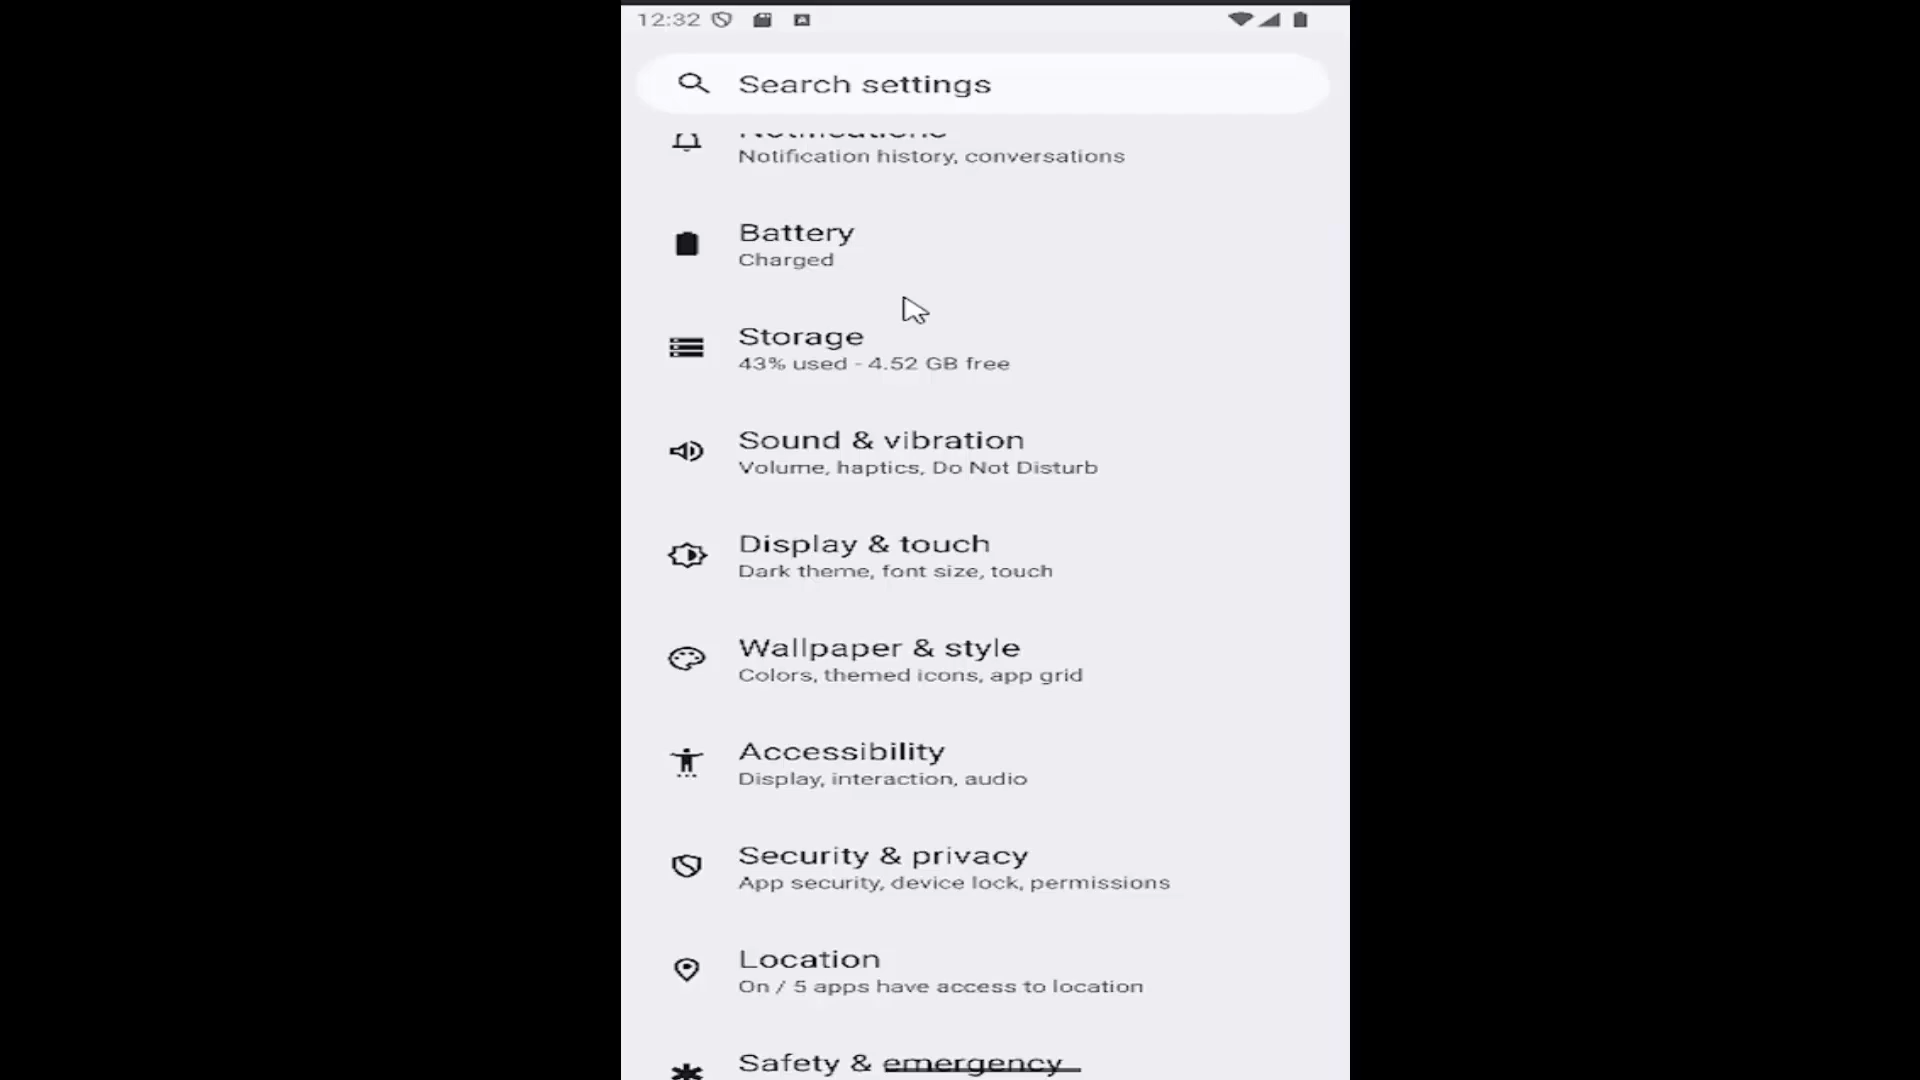 12:32
Search settings
Notifications
Notification history, conversations
Battery
Charged
Storage
43% used - 4.52 GB free
Sound & vibration
Volume, haptics, Do Not Disturb
Display & touch
Dark theme, font size, touch
Wallpaper & style
Colors, themed icons, app grid
Accessibility
Display, interaction, audio
Security & privacy
App security, device lock, permissions
Location
On / 5 apps have access to location
Safety & emergency